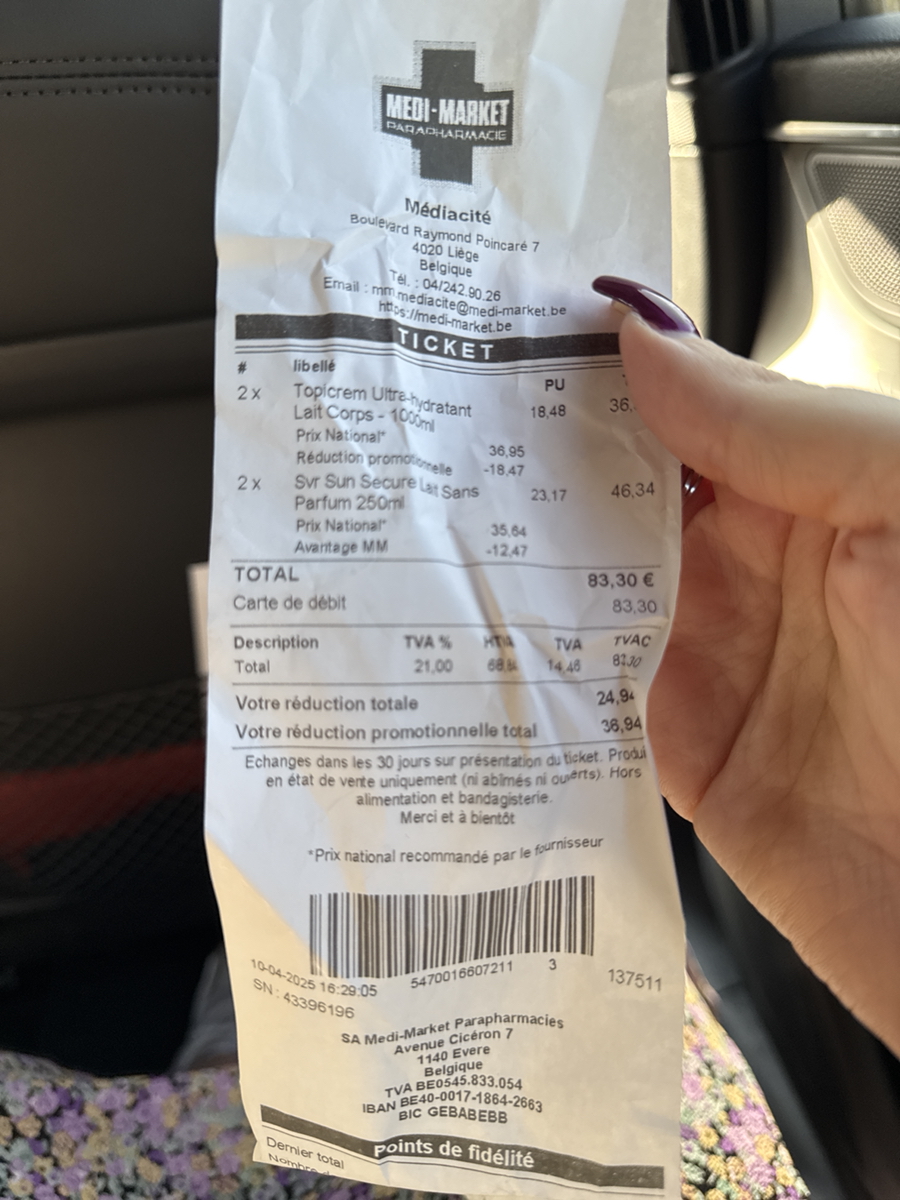 MEDI-MARKET
PARAPHARMACIE
Médiacité
Boulevard Raymond Poincaré 7
4020 Liège
Belgique
Tél. : 04/242.90.26
Email : mm.mediacite@medi-market.be
https://medi-market.be
TICKET
# libellé PU
2 x Topicrem Ultra-hydratant 18,48 36,
Lait Corps - 1000ml
Prix National* 36,95
Réduction promotionnelle -18,47
2 x Svr Sun Secure Lait Sans 23,17 46,34
Parfum 250ml
Prix National* 35,64
Avantage MM -12,47
TOTAL 83,30 €
Carte de débit 83,30
Description TVA % HTVA TVA TVAC
Total 21,00 68,84 14,46 83,30
Votre réduction totale 24,94
Votre réduction promotionnelle total 36,94
Echanges dans les 30 jours sur présentation du ticket. Produi
en état de vente uniquement (ni abîmés ni ouverts). Hors
alimentation et bandagisterie.
Merci et à bientôt
*Prix national recommandé par le fournisseur
10-04-2025 16:29:05 5470016607211 3 137511
SN : 43396196
SA Medi-Market Parapharmacies
Avenue Cicéron 7
1140 Evere
Belgique
TVA BE0545.833.054
IBAN BE40-0017-1864-2663
BIC GEBABEBB
Points de fidélité
Dernier total
Nombre